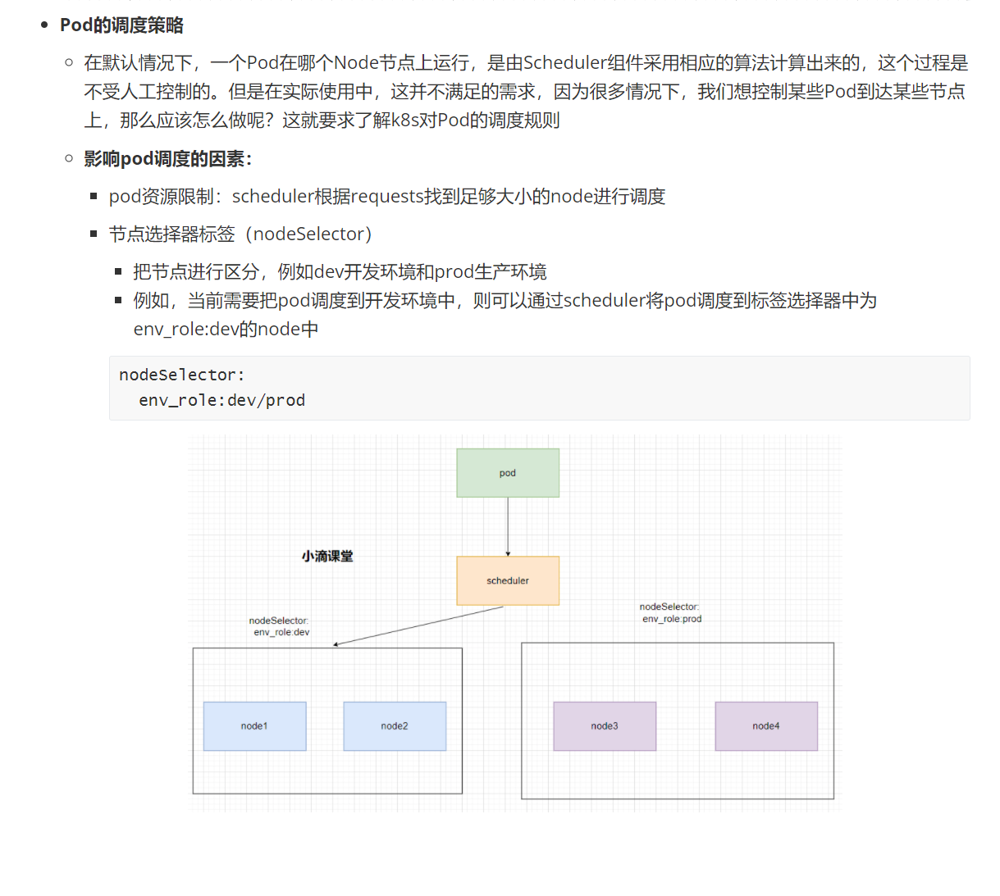 Pod的调度策略
在默认情况下，一个Pod在哪个Node节点上运行，是由Scheduler组件采用相应的算法计算出来的，这个过程是
不受人工控制的。但是在实际使用中，这并不满足的需求，因为很多情况下，我们想控制某些Pod到达某些节点
上，那么应该怎么做呢？这就要求了解k8s对Pod的调度规则
影响pod调度的因素：
pod资源限制：scheduler根据requests找到足够大小的node进行调度
节点选择器标签（nodeSelector）
把节点进行区分，例如dev开发环境和prod生产环境
例如，当前需要把pod调度到开发环境中，则可以通过scheduler将pod调度到标签选择器中为
env_role:dev的node中
nodeSelector:
  env_role:dev/prod
pod
小滴课堂
scheduler
nodeSelector:
env_role:dev
nodeSelector:
env_role:prod
node1
node2
node3
node4